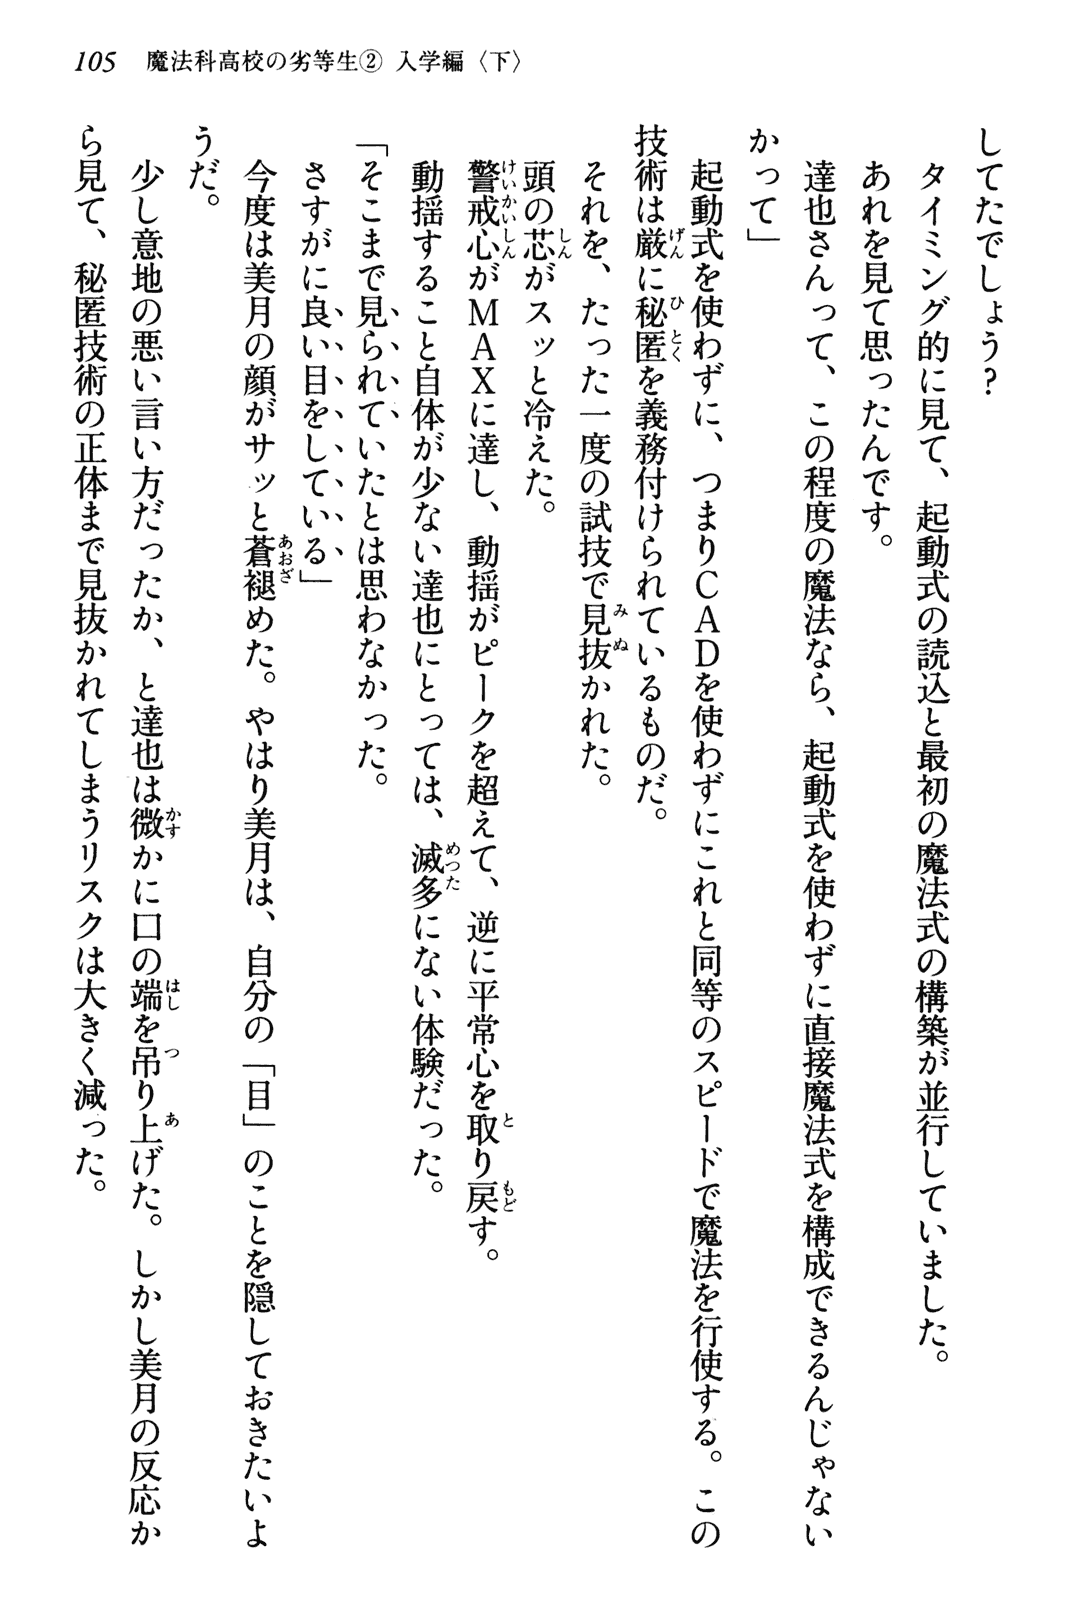 105　魔法科高校の劣等生② 入学編〈下〉
してたでしょう？
　タイミング的に見て、起動式の読込と最初の魔法式の構築が並行していました。
　あれを見て思ったんです。
　達也さんって、この程度の魔法なら、起動式を使わずに直接魔法式を構成できるんじゃない
かって」
　起動式を使わずに、つまりＣＡＤを使わずにこれと同等のスピードで魔法を行使する。この
技術は厳に秘匿を義務付けられているものだ。
　それを、たった一度の試技で見抜かれた。
　頭の芯がスッと冷えた。
　警戒心がＭＡＸに達し、動揺がピークを超えて、逆に平常心を取り戻す。
　動揺すること自体が少ない達也にとっては、滅多にない体験だった。
「そこまで見られていたとは思わなかった。
　さすがに良い目をしている」
　今度は美月の顔がサッと蒼褪めた。やはり美月は、自分の「目」のことを隠しておきたいよ
うだ。
　少し意地の悪い言い方だったか、と達也は微かに口の端を吊り上げた。しかし美月の反応か
ら見て、秘匿技術の正体まで見抜かれてしまうリスクは大きく減った。